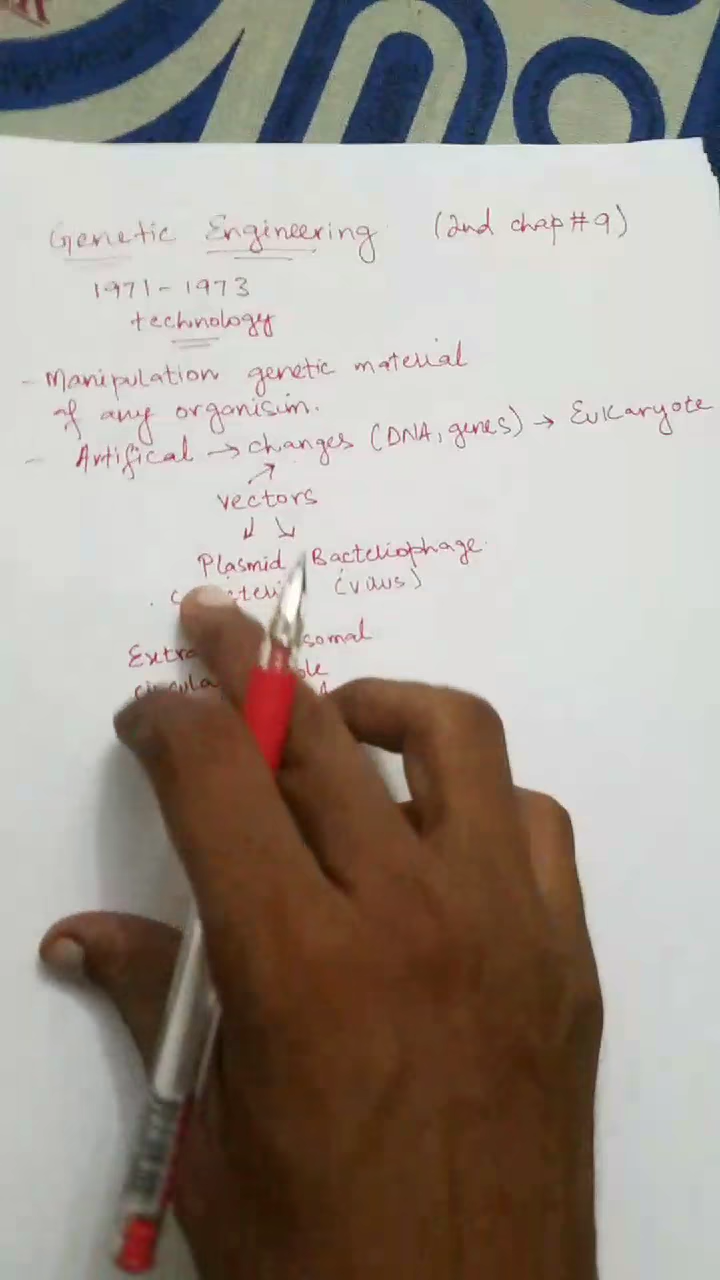 Genetic Engineering (2nd chap # 9)
1971 - 1973
technology
- Manipulation genetic material
of any organisim.
- Artifical → changes (DNA, genes) → Eukaryote
vectors
Plasmid Bacteriophage
(virus)